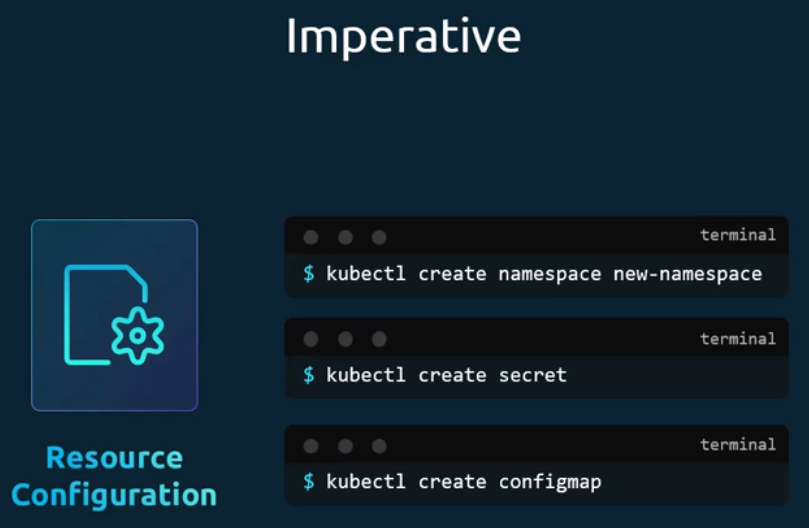 Imperative
terminal
$ kubectl create namespace new-namespace
terminal
$ kubectl create secret
terminal
$ kubectl create configmap
Resource
Configuration